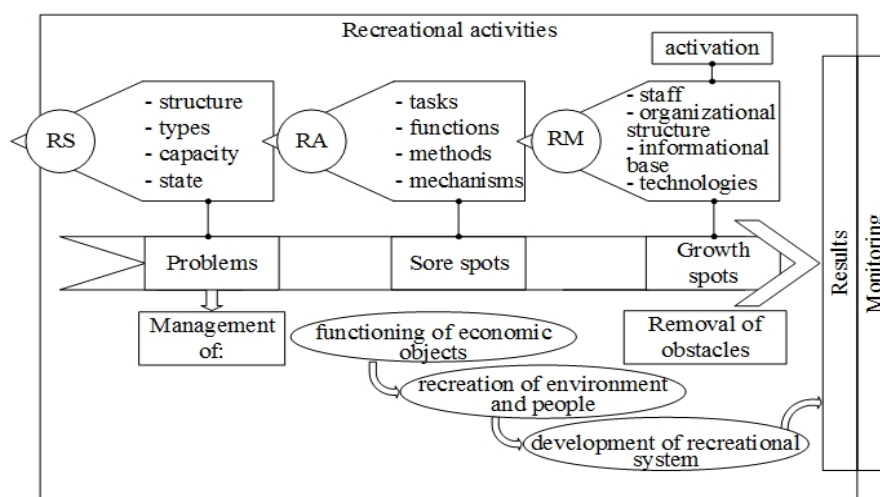 Recreational activities
activation
RS
- structure
- types
- capacity
- state
RA
- tasks
- functions
- methods
- mechanisms
RM
- staff
- organizational
structure
- informational
base
- technologies
Problems
Sore spots
Growth
spots
Management
of:
functioning of economic
objects
Removal of
obstacles
recreation of environment
and people
development of recreational
system
Results
Monitoring